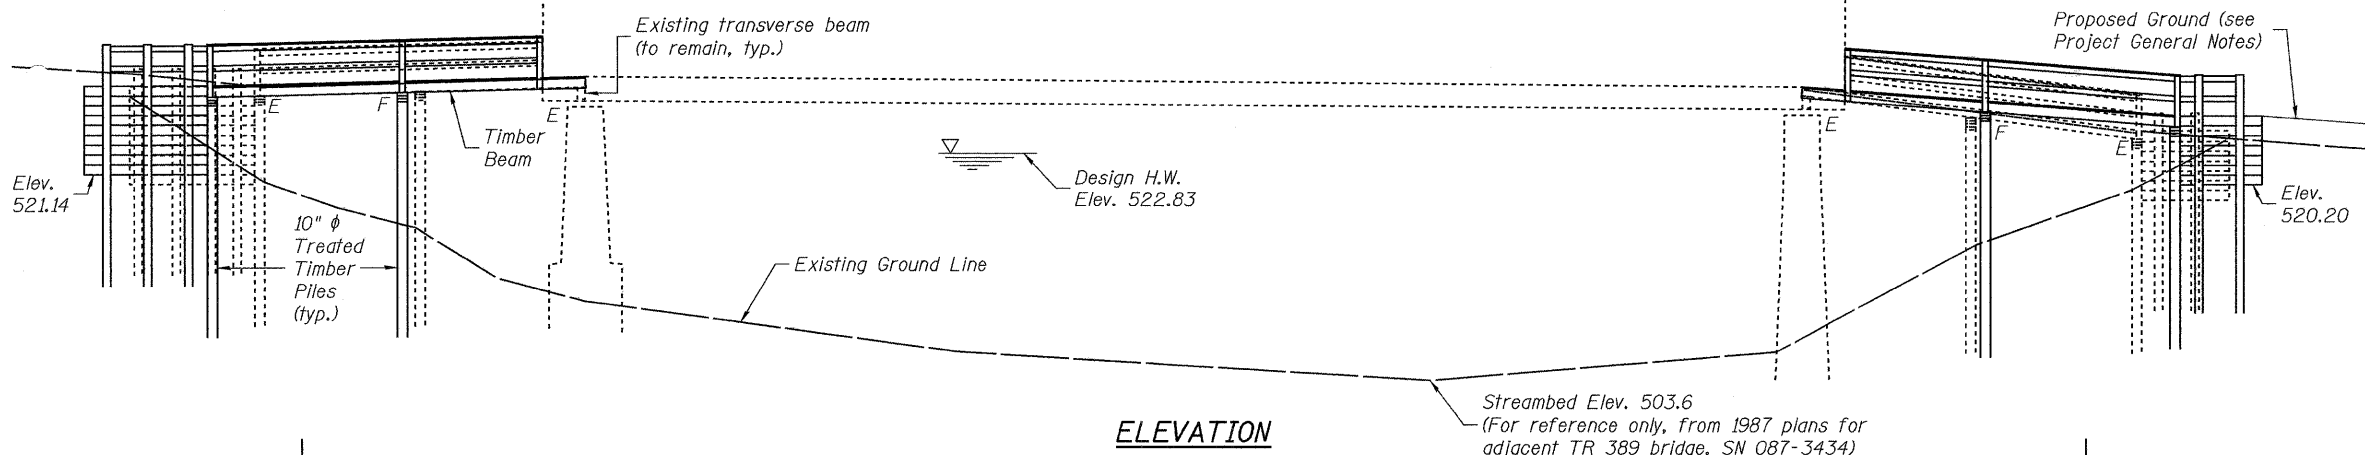 Existing transverse beam
(to remain, typ.)
Proposed Ground (see
Project General Notes)
E
F
E
Timber
Beam
E
F
E
Design H.W.
Elev. 522.83
Elev.
521.14
Elev.
520.20
10" φ
Treated
Timber
Piles
(typ.)
Existing Ground Line
Streambed Elev. 503.6
(For reference only, from 1987 plans for
adjacent TR 389 bridge, SN 087-3434)
ELEVATION